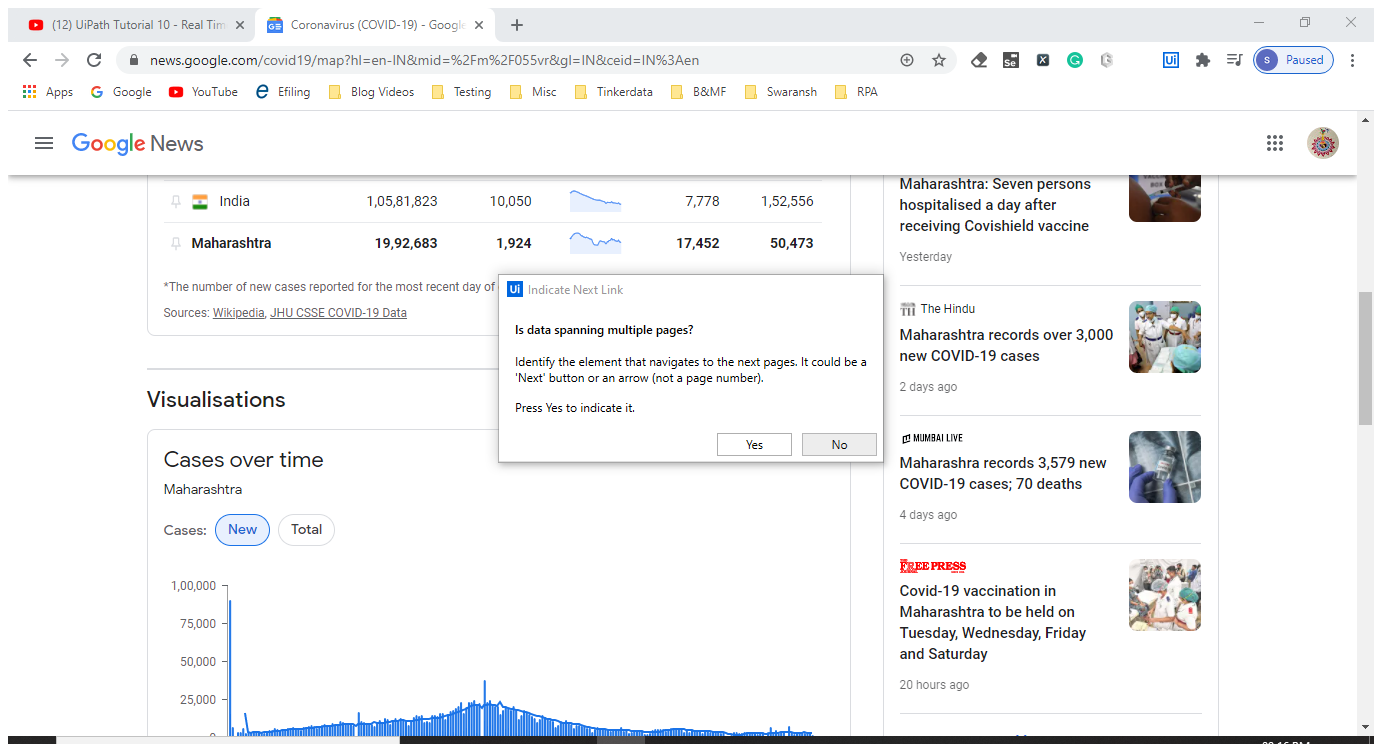 (12) UiPath Tutorial 10 - Real Tim
Coronavirus (COVID-19) - Google
news.google.com/covid19/map?hl=en-IN&mid=%2Fm%2F055vr&gl=IN&ceid=IN%3Aen
Se
X
G
Ui
S Paused
Apps Google YouTube Efiling Blog Videos Testing Misc Tinkerdata B&MF Swaransh RPA
Google News
India 1,05,81,823 10,050 7,778 1,52,556
Maharashtra 19,92,683 1,924 17,452 50,473
*The number of new cases reported for the most recent day of
Sources: Wikipedia, JHU CSSE COVID-19 Data
Visualisations
Cases over time
Maharashtra
Cases: New Total
1,00,000
75,000
50,000
25,000
0
Ui Indicate Next Link
Is data spanning multiple pages?
Identify the element that navigates to the next pages. It could be a
'Next' button or an arrow (not a page number).
Press Yes to indicate it.
Yes No
Maharashtra: Seven persons
hospitalised a day after
receiving Covishield vaccine
Yesterday
The Hindu
Maharashtra records over 3,000
new COVID-19 cases
2 days ago
MUMBAI LIVE
Maharashra records 3,579 new
COVID-19 cases; 70 deaths
4 days ago
FREE PRESS
Covid-19 vaccination in
Maharashtra to be held on
Tuesday, Wednesday, Friday
and Saturday
20 hours ago